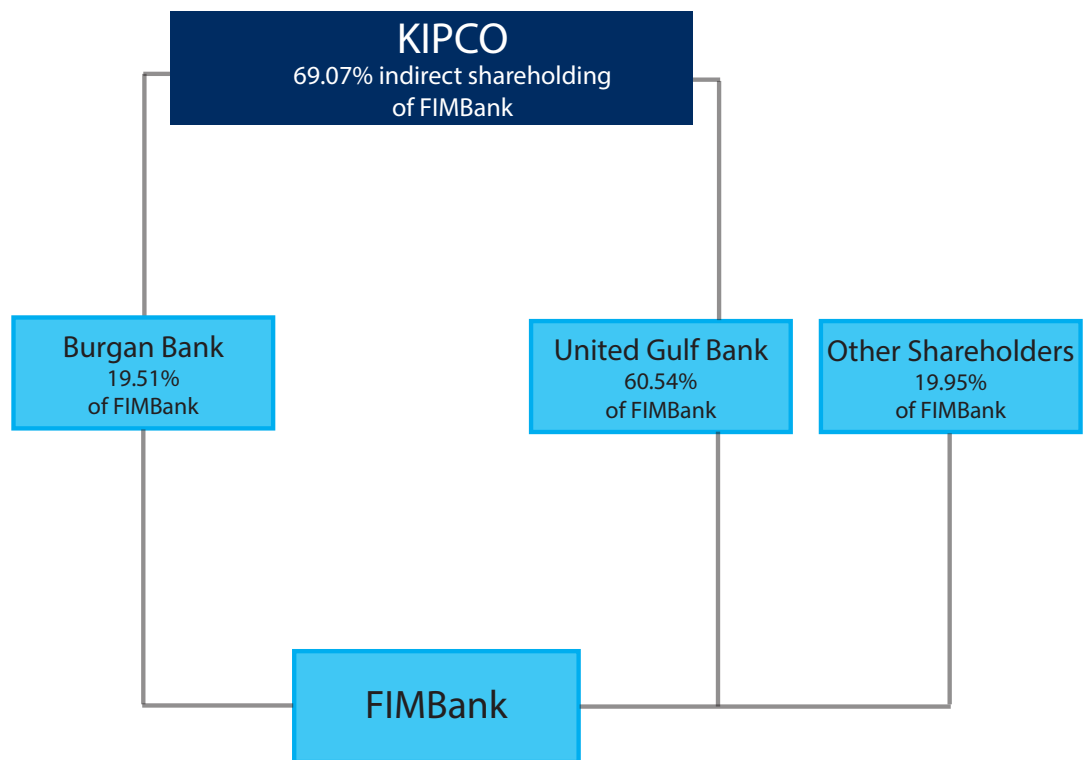 KIPCO
69.07% indirect shareholding
of FIMBank
Burgan Bank
19.51%
of FIMBank
United Gulf Bank
60.54%
of FIMBank
Other Shareholders
19.95%
of FIMBank
FIMBank